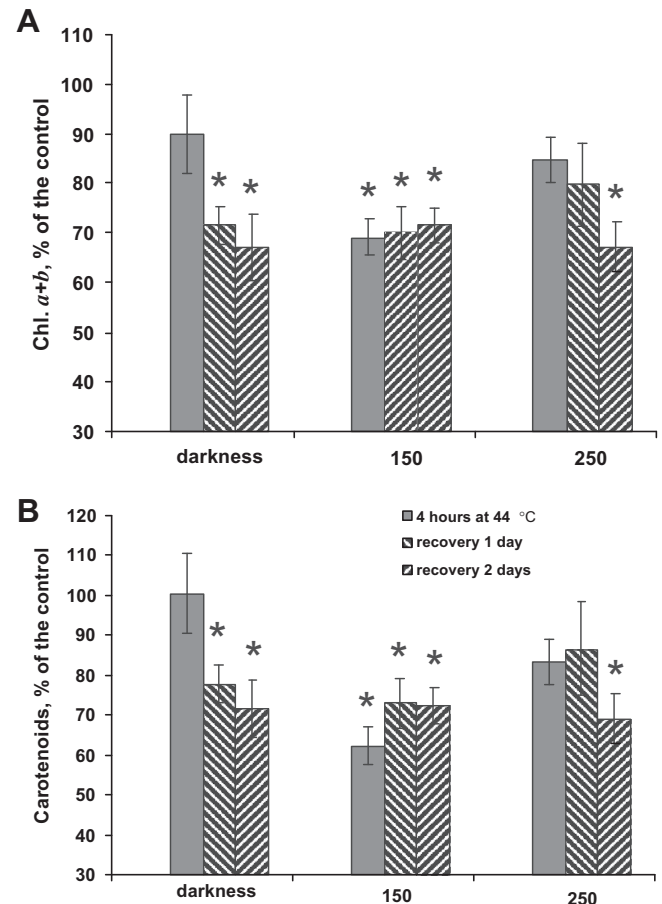 A
Chl. a+b, % of the control
110
100
90
80
70
60
50
40
30
* * * * * *
darkness 150 250
B
Carotenoids, % of the control
120
110
100
90
80
70
60
50
40
30
4 hours at 44 °C
recovery 1 day
recovery 2 days
* * * * * *
darkness 150 250